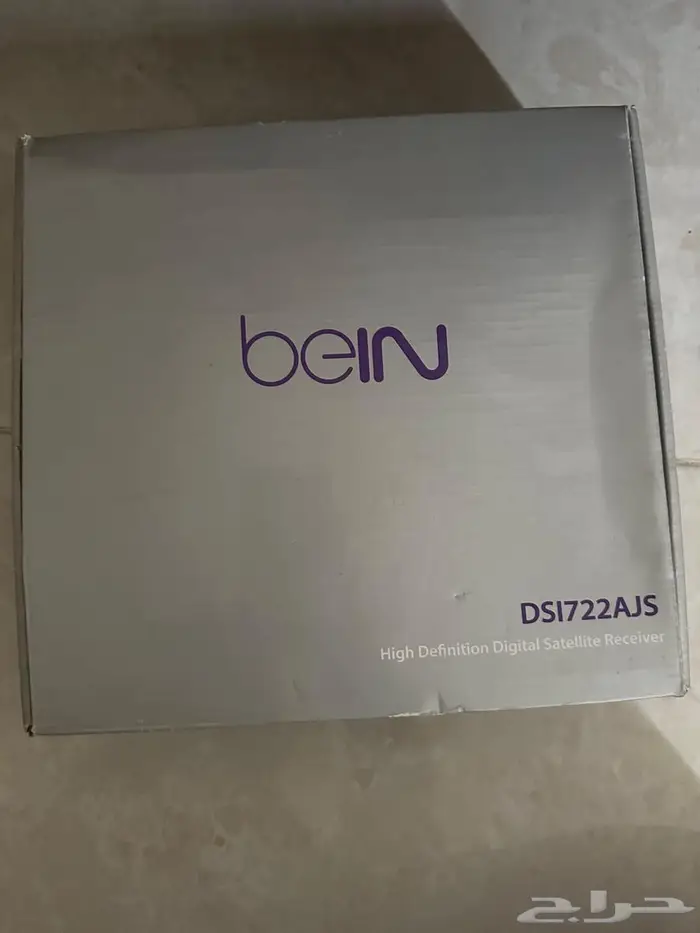 beIN
DSI722AJS
High Definition Digital Satellite Receiver
حراج